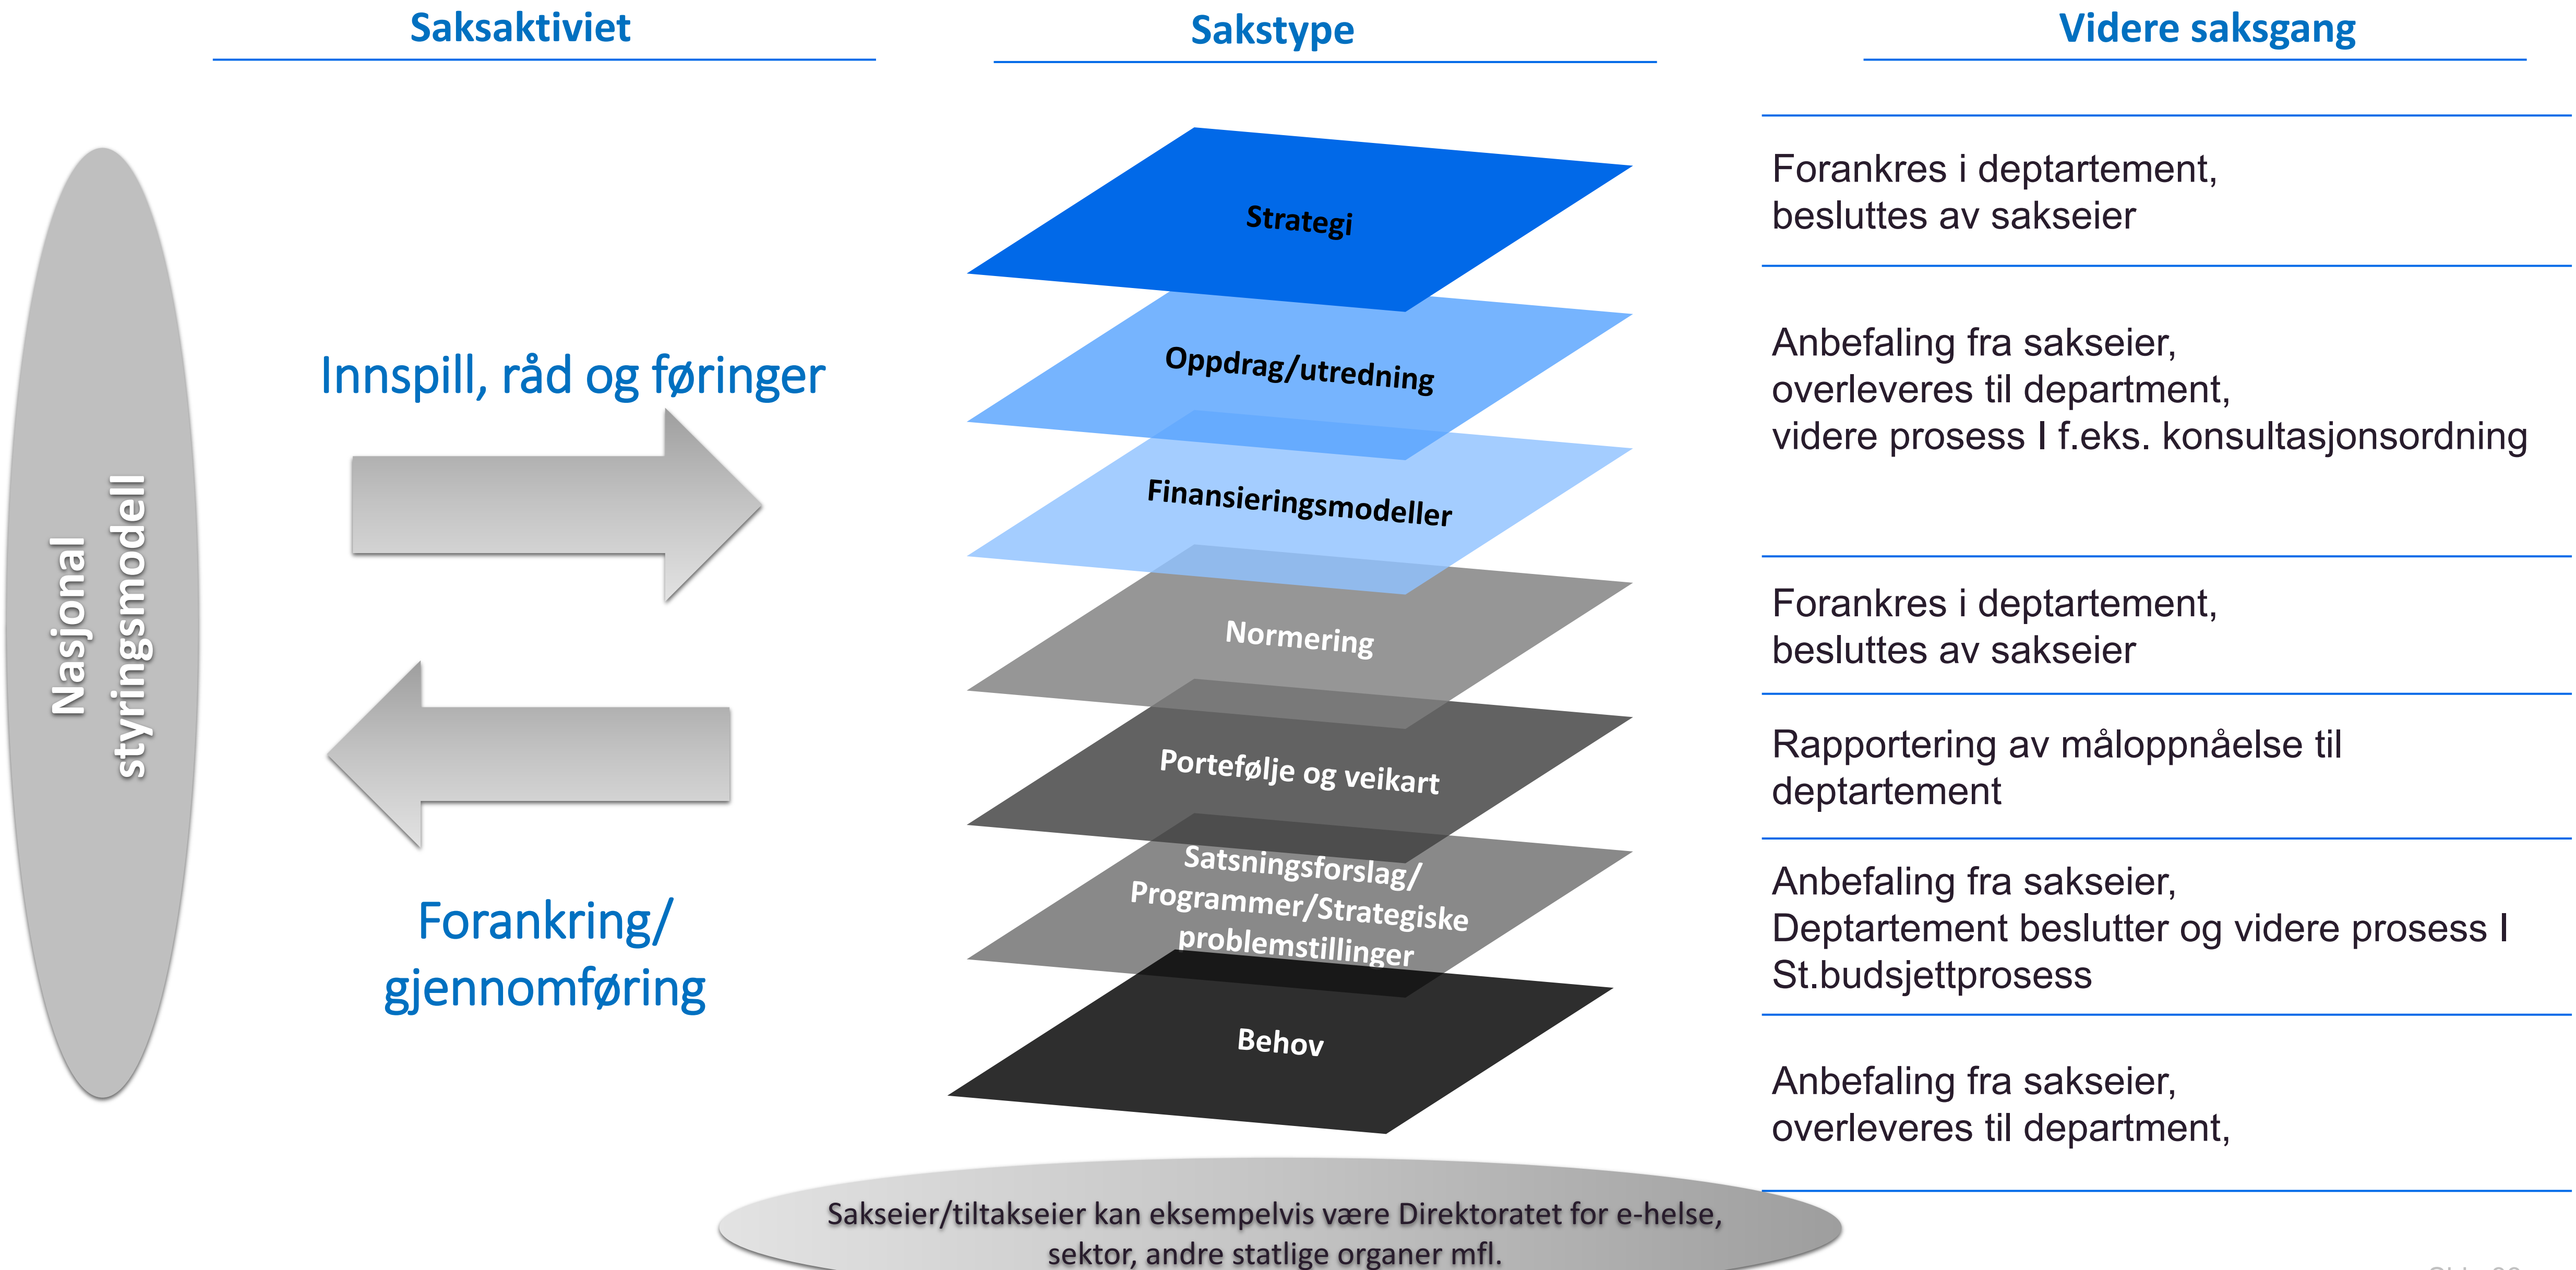 Saksaktiviet
Sakstype
Videre saksgang
Nasjonal
styringsmodell
Innspill, råd og føringer
Forankring/
gjennomføring
Strategi
Oppdrag/utredning
Finansieringsmodeller
Normering
Portefølje og veikart
Satsningsforslag/
Programmer/Strategiske
problemstillinger
Behov
Forankres i deptartement,
besluttes av sakseier
Anbefaling fra sakseier,
overleveres til department,
videre prosess I f.eks. konsultasjonsordning
Forankres i deptartement,
besluttes av sakseier
Rapportering av måloppnåelse til
deptartement
Anbefaling fra sakseier,
Deptartement beslutter og videre prosess I
St.budsjettprosess
Anbefaling fra sakseier,
overleveres til department,
Sakseier/tiltakseier kan eksempelvis være Direktoratet for e-helse,
sektor, andre statlige organer mfl.